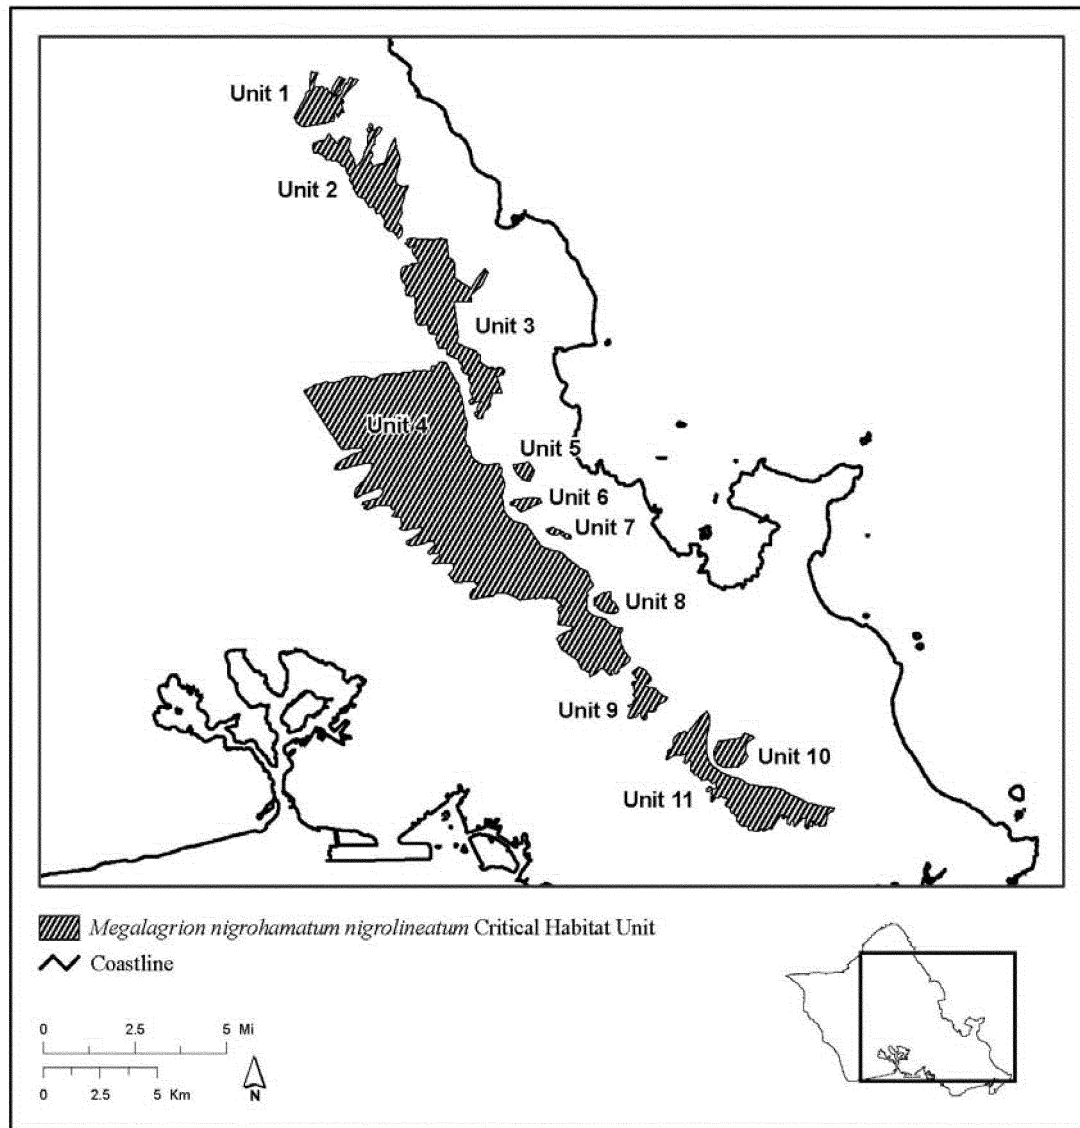 Unit 1
Unit 2
Unit 3
Unit 4
Unit 5
Unit 6
Unit 7
Unit 8
Unit 9
Unit 10
Unit 11
Megalagrion nigrohamatum nigrolineatum Critical Habitat Unit
Coastline
0 2.5 5 Mi
0 2.5 5 Km
N